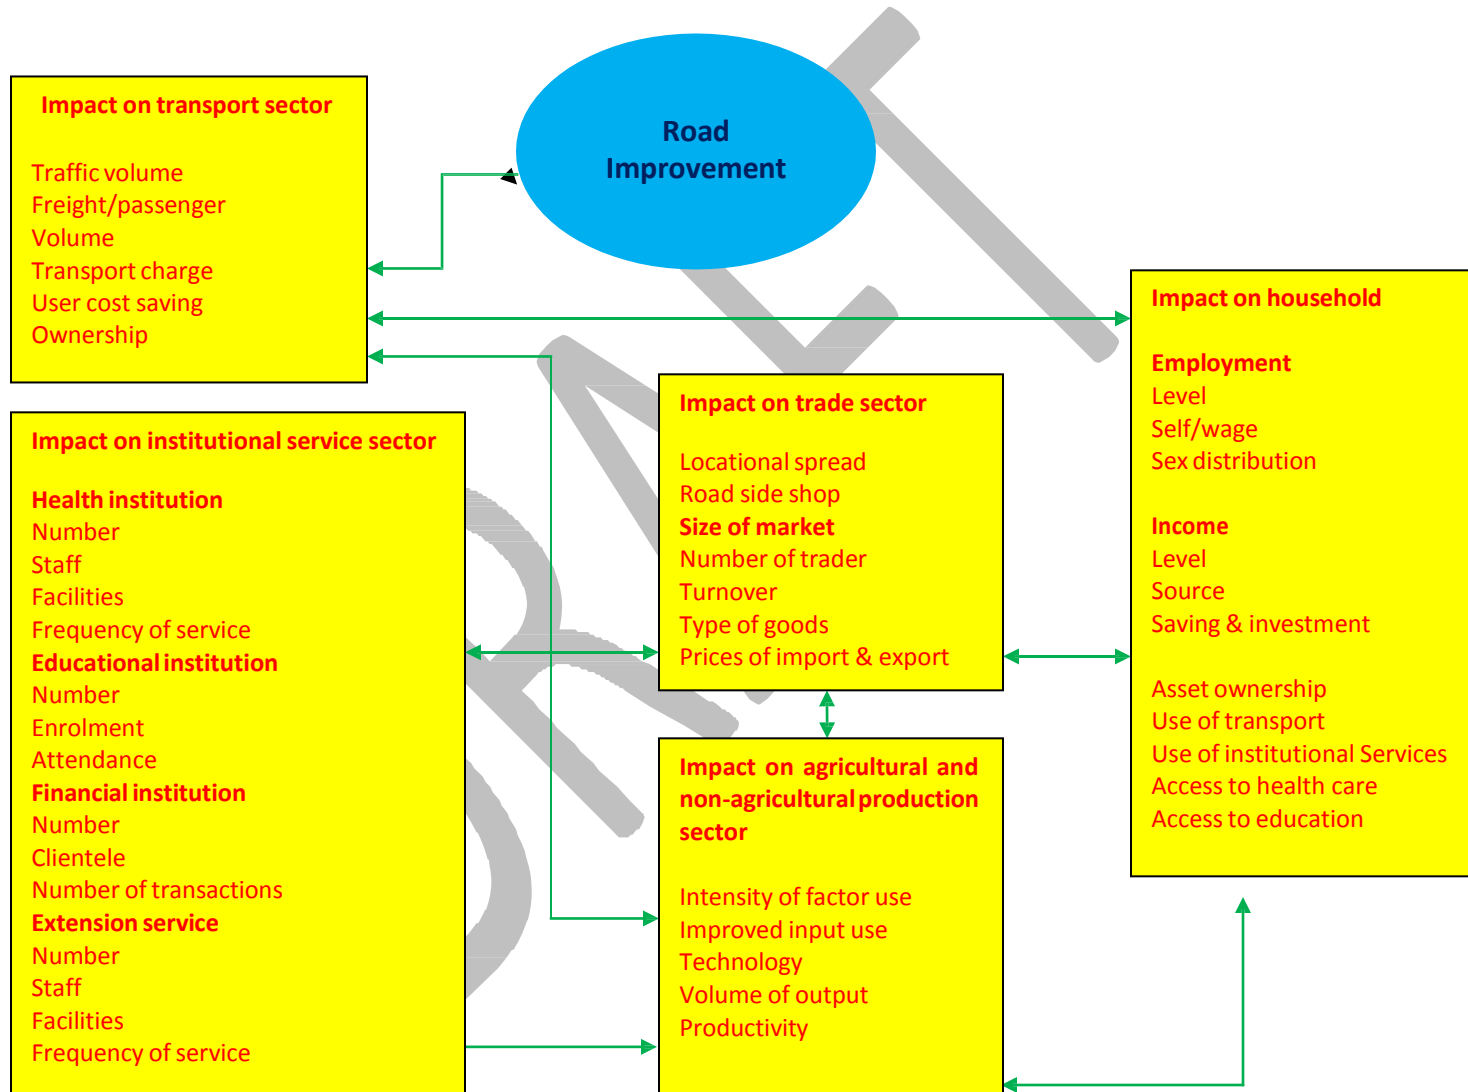 Road
Improvement
Impact on transport sector
Traffic volume
Freight/passenger
Volume
Transport charge
User cost saving
Ownership
Impact on institutional service sector
Health institution
Number
Staff
Facilities
Frequency of service
Educational institution
Number
Enrolment
Attendance
Financial institution
Number
Clientele
Number of transactions
Extension service
Number
Staff
Facilities
Frequency of service
Impact on trade sector
Locational spread
Road side shop
Size of market
Number of trader
Turnover
Type of goods
Prices of import & export
Impact on agricultural and
non-agricultural production
sector
Intensity of factor use
Improved input use
Technology
Volume of output
Productivity
Impact on household
Employment
Level
Self/wage
Sex distribution
Income
Level
Source
Saving & investment
Asset ownership
Use of transport
Use of institutional Services
Access to health care
Access to education